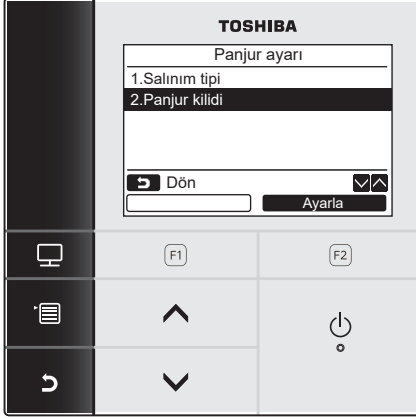 TOSHIBA
Panjur ayarı
1.Salınım tipi
2.Panjur kilidi
Dön
Ayarla
F1 F2